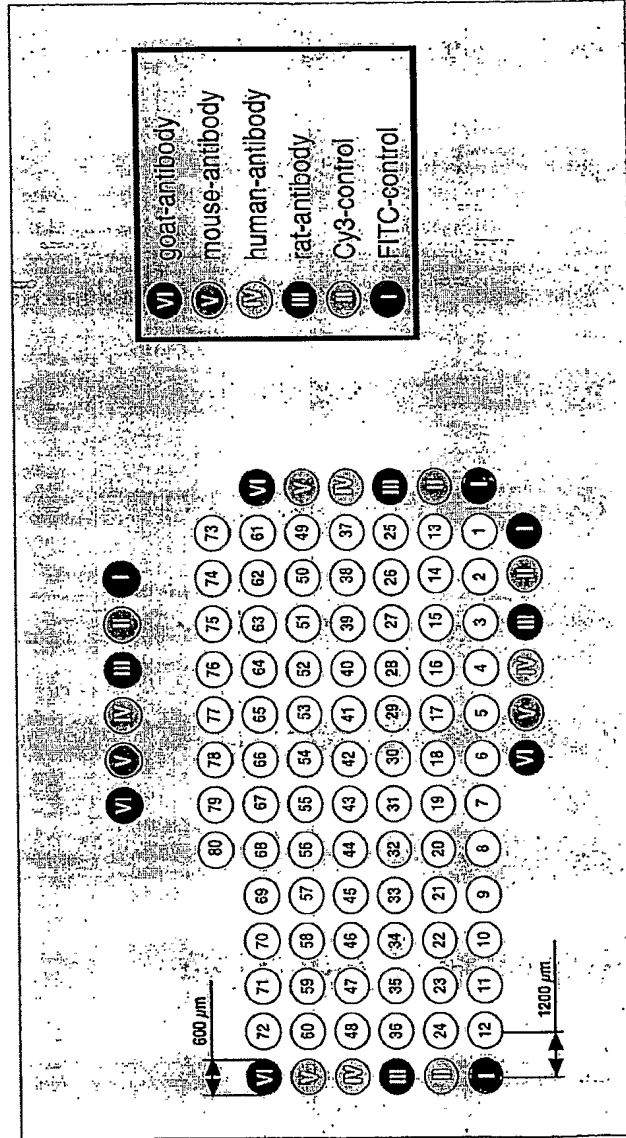 VI V IV III II I
80 79 78 77 76 75 74 73
600 µm
VI 72 71 70 69 68 67 66 65 64 63 62 61 VI
V 60 59 58 57 56 55 54 53 52 51 50 49 V
IV 48 47 46 45 44 43 42 41 40 39 38 37 IV
III 36 35 34 33 32 31 30 29 28 27 26 25 III
II 24 23 22 21 20 19 18 17 16 15 14 13 II
I 12 11 10 9 8 7 6 5 4 3 2 1 I
VI V IV III II I
1200 µm
VI goat-antibody
V mouse-antibody
IV human-antibody
III rat-antibody
II Cy3-control
I FITC-control